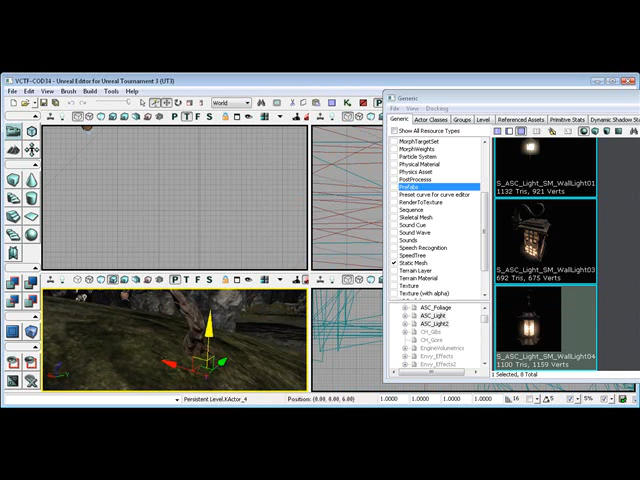 VCTF-COD34 - Unreal Editor for Unreal Tournament 3 (UT3)
File Edit View Brush Build Tools Help
World
Generic
View Docking
Generic Actor Classes Groups Level Referenced Assets Primitive Stats Dynamic Shadow Sta
Show All Resource Types
MorphTargetSet
MorphWeights
Particle System
Physical Material
Physics Asset
PostProcess
Prefabs
Preset curve for curve editor
RenderToTexture
Sequence
Skeletal Mesh
Sound Cue
Sound Wave
Sounds
Speech Recognition
SpeedTree
Static Mesh
Terrain Layer
Terrain Material
Texture
Texture (with alpha)
ASC_Foliage
ASC_Light
ASC_Light2
CH_Gibs
CH_Gore
EngineVolumetrics
Envy_Effects
Envy_Effects2
S_ASC_Light_SM_WallLight01
1132 Tris, 921 Verts
S_ASC_Light_SM_WallLight03
692 Tris, 675 Verts
S_ASC_Light_SM_WallLight04
1100 Tris, 1159 Verts
1 Selected, 8 Total
P T F S
P T F S
Persistent Level.KActor_4
Position: (0.00, 0.00, 6.00)
1.0000 1.0000 1.0000 1.0000
16
5
5%